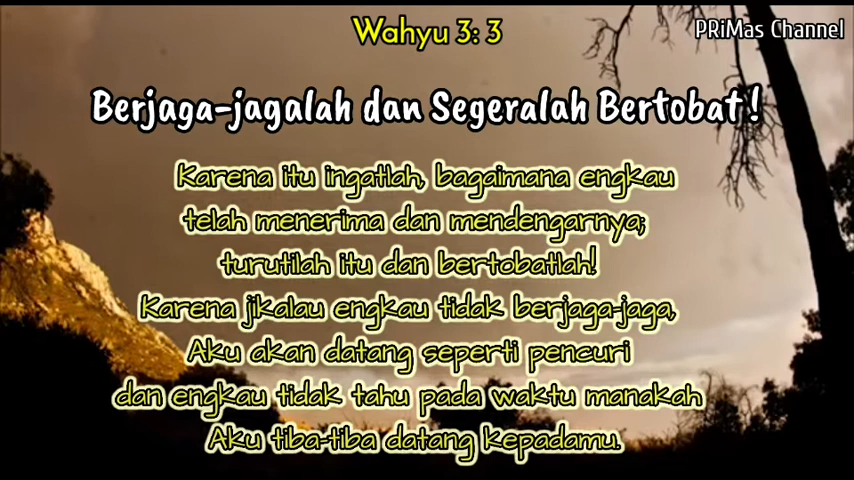 Wahyu 3: 3
PRiMas Channel
Berjaga-jagalah dan Segeralah Bertobat !
Karena itu ingatlah, bagaimana engkau
telah menerima dan mendengarnya;
turutilah itu dan bertobatlah!
Karena jikalau engkau tidak berjaga-jaga,
Aku akan datang seperti pencuri
dan engkau tidak tahu pada waktu manakah
Aku tiba-tiba datang kepadamu.